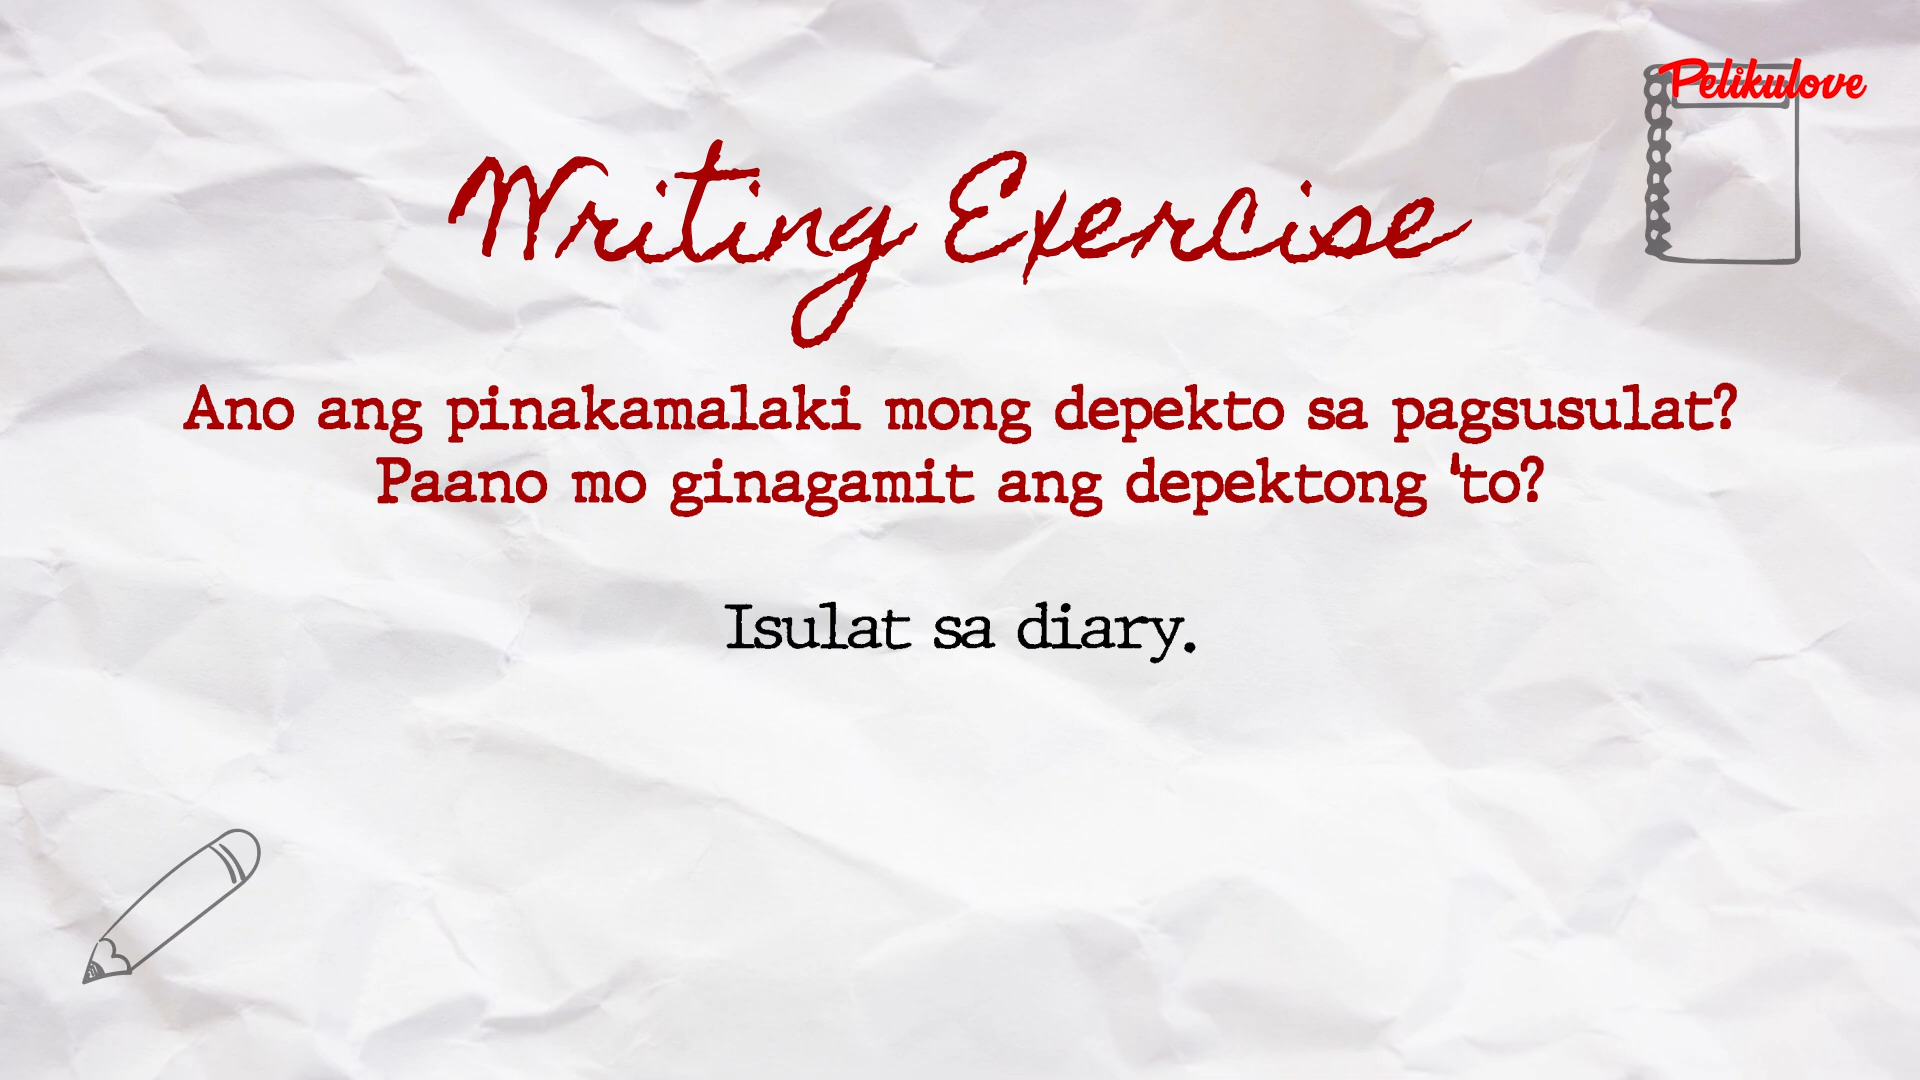 Pelikulove
Writing Exercise
Ano ang pinakamalaki mong depekto sa pagsusulat?
Paano mo ginagamit ang depektong 'to?
Isulat sa diary.